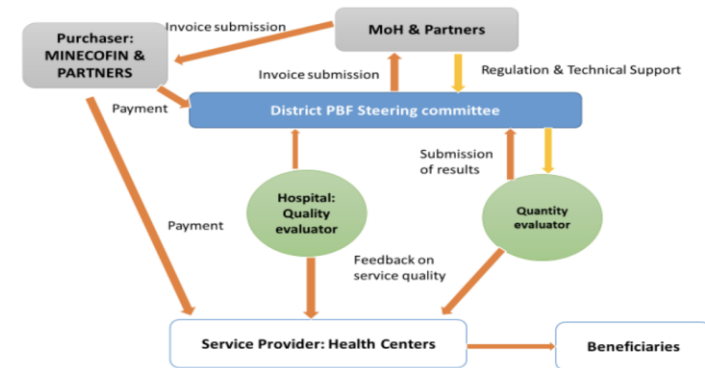 Invoice submission
Purchaser:
MINECOFIN &
PARTNERS
MoH & Partners
Invoice submission
Regulation & Technical Support
Payment
District PBF Steering committee
Submission
of results
Hospital:
Quality
evaluator
Quantity
evaluator
Payment
Feedback on
service quality
Service Provider: Health Centers
Beneficiaries